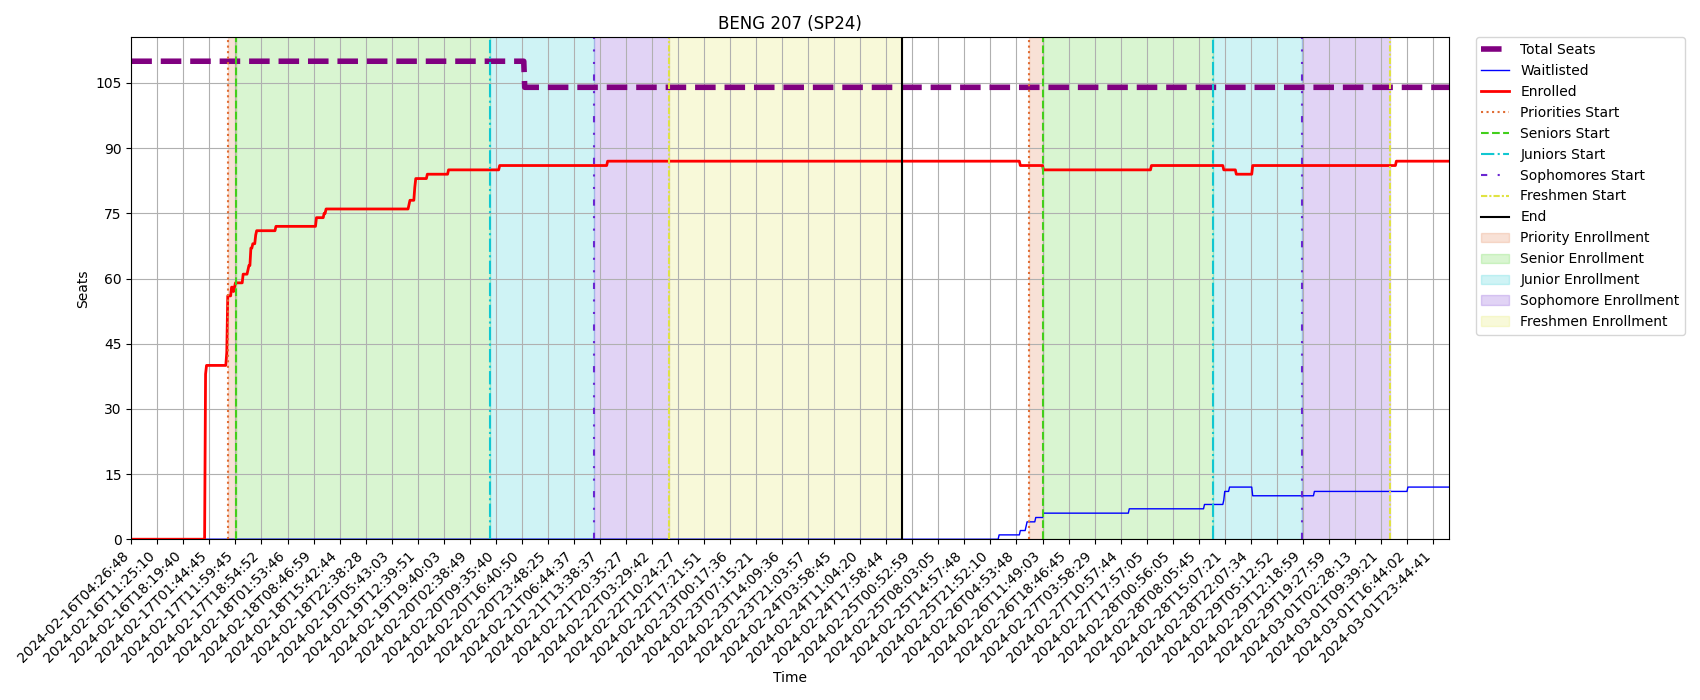 BENG 207 (SP24)
Seats
105
90
75
60
45
30
15
0
2024-02-16T04:26:48
2024-02-16T11:25:10
2024-02-16T18:19:40
2024-02-17T01:44:45
2024-02-17T11:59:45
2024-02-17T18:54:52
2024-02-18T01:53:46
2024-02-18T08:46:59
2024-02-18T15:42:44
2024-02-18T22:38:28
2024-02-19T05:43:03
2024-02-19T12:39:51
2024-02-19T19:40:03
2024-02-20T02:38:49
2024-02-20T09:35:40
2024-02-20T16:40:50
2024-02-20T23:48:25
2024-02-21T06:44:37
2024-02-21T13:38:37
2024-02-21T20:35:27
2024-02-22T03:29:42
2024-02-22T10:24:27
2024-02-22T17:21:51
2024-02-23T00:17:36
2024-02-23T07:15:21
2024-02-23T14:09:36
2024-02-23T21:03:57
2024-02-24T03:58:45
2024-02-24T11:04:20
2024-02-24T17:58:44
2024-02-25T00:52:59
2024-02-25T08:03:05
2024-02-25T14:57:48
2024-02-25T21:52:10
2024-02-26T04:53:48
2024-02-26T11:49:03
2024-02-26T18:46:45
2024-02-27T03:58:29
2024-02-27T10:57:44
2024-02-27T17:57:05
2024-02-28T00:56:05
2024-02-28T08:05:45
2024-02-28T15:07:21
2024-02-28T22:07:34
2024-02-29T05:12:52
2024-02-29T12:18:59
2024-02-29T19:27:59
2024-03-01T02:28:13
2024-03-01T09:39:21
2024-03-01T16:44:02
2024-03-01T23:44:41
Time
Total Seats
Waitlisted
Enrolled
Priorities Start
Seniors Start
Juniors Start
Sophomores Start
Freshmen Start
End
Priority Enrollment
Senior Enrollment
Junior Enrollment
Sophomore Enrollment
Freshmen Enrollment